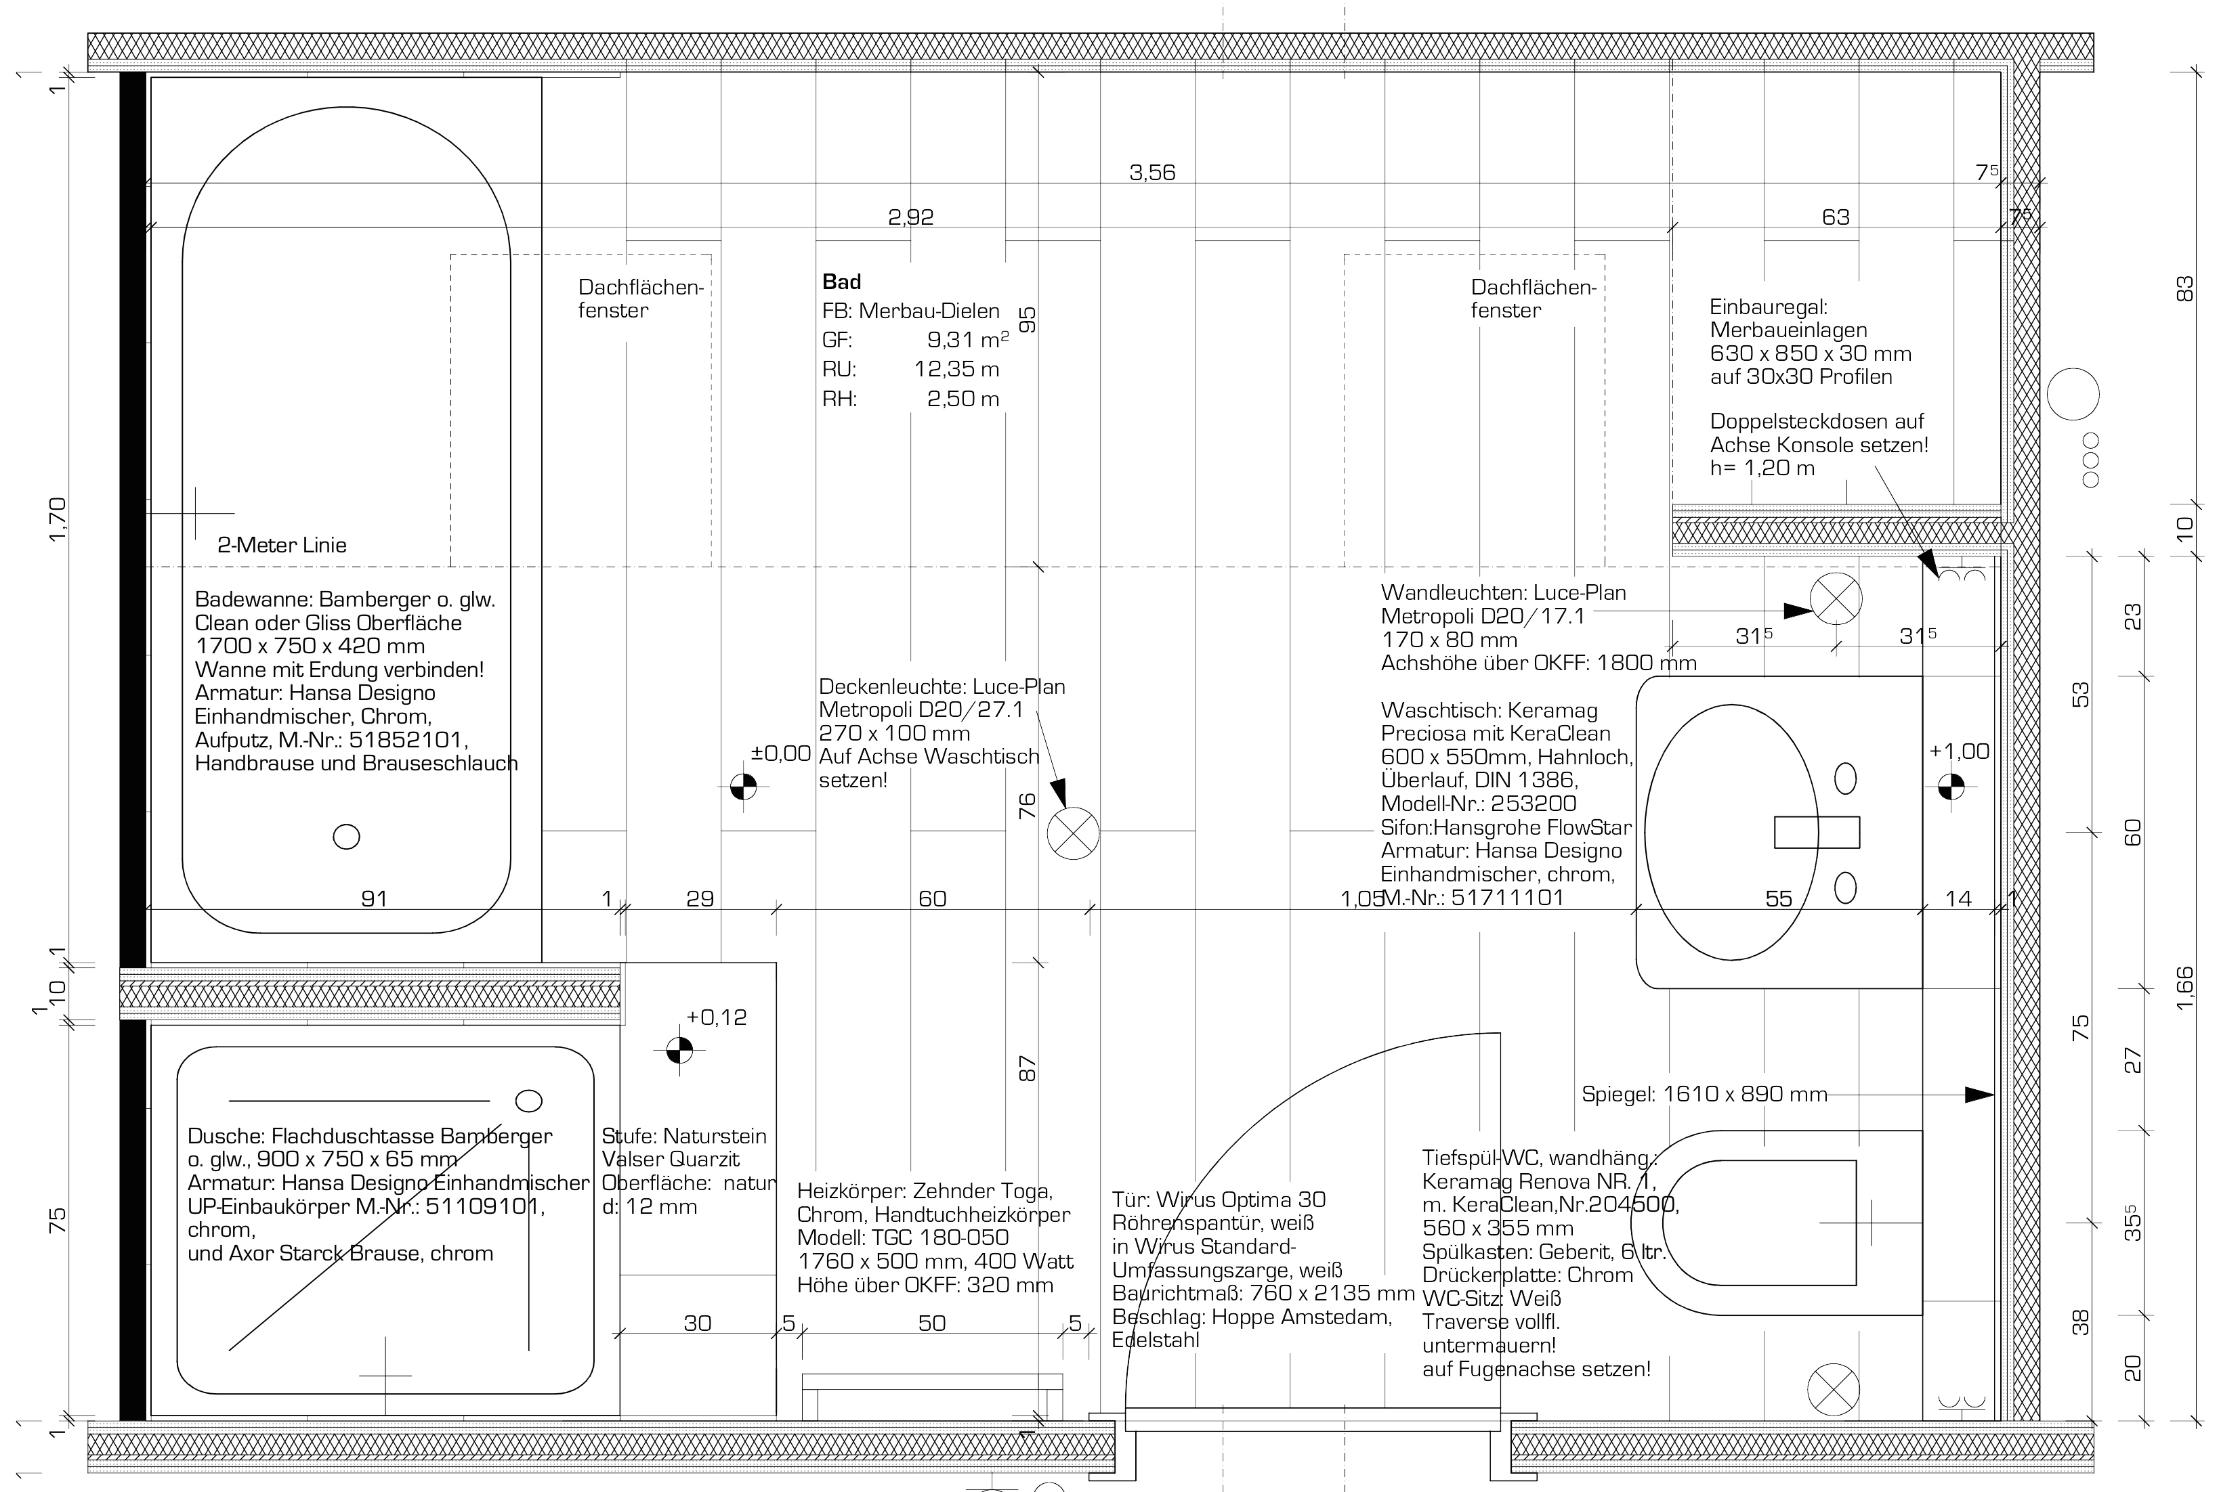 3,56
7⁵
2,92
63
7⁵
1
1,70
1
10
1
75
1
Dachflächen-
fenster
Bad
FB: Merbau-Dielen
GF: 9,31 m²
RU: 12,35 m
RH: 2,50 m
95
Dachflächen-
fenster
Einbauregal:
Merbaueinlagen
630 x 850 x 30 mm
auf 30x30 Profilen
Doppelsteckdosen auf
Achse Konsole setzen!
h= 1,20 m
83
10
2-Meter Linie
Badewanne: Bamberger o. glw.
Clean oder Gliss Oberfläche
1700 x 750 x 420 mm
Wanne mit Erdung verbinden!
Armatur: Hansa Designo
Einhandmischer, Chrom,
Aufputz, M.-Nr.: 51852101,
Handbrause und Brauseschlauch
Wandleuchten: Luce-Plan
Metropoli D20/17.1
170 x 80 mm
Achshöhe über OKFF: 1800 mm
31⁵
31⁵
23
53
60
Deckenleuchte: Luce-Plan
Metropoli D20/27.1
270 x 100 mm
Auf Achse Waschtisch
setzen!
±0,00
76
Waschtisch: Keramag
Preciosa mit KeraClean
600 x 550mm, Hahnloch,
Überlauf, DIN 1386,
Modell-Nr.: 253200
Sifon:Hansgrohe FlowStar
Armatur: Hansa Designo
Einhandmischer, chrom,
M.-Nr.: 51711101
+1,00
91
1
29
60
1,05
55
14
1
1
+0,12
87
75
27
1,66
Spiegel: 1610 x 890 mm
Dusche: Flachduschtasse Bamberger
o. glw., 900 x 750 x 65 mm
Armatur: Hansa Designo Einhandmischer
UP-Einbaukörper M.-Nr.: 51109101,
chrom,
und Axor Starck Brause, chrom
Stufe: Naturstein
Valser Quarzit
Oberfläche: natur
d: 12 mm
Heizkörper: Zehnder Toga,
Chrom, Handtuchheizkörper
Modell: TGC 180-050
1760 x 500 mm, 400 Watt
Höhe über OKFF: 320 mm
Tür: Wirus Optima 30
Röhrenspantür, weiß
in Wirus Standard-
Umfassungszarge, weiß
Baurichtmaß: 760 x 2135 mm
Beschlag: Hoppe Amstedam,
Edelstahl
Tiefspül-WC, wandhäng.:
Keramag Renova NR. 1,
m. KeraClean,Nr.204500,
560 x 355 mm
Spülkasten: Geberit, 6 ltr.
Drückerplatte: Chrom
WC-Sitz: Weiß
Traverse vollfl.
untermauern!
auf Fugenachse setzen!
35⁵
38
20
30
5
50
5
1